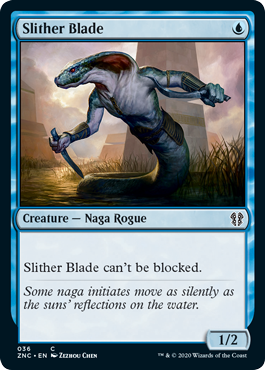 Slither Blade
Creature — Naga Rogue
Slither Blade can't be blocked.
Some naga initiates move as silently as
the suns' reflections on the water.
1/2
036 C
ZNC • EN Zezhou Chen
™ & © 2020 Wizards of the Coast